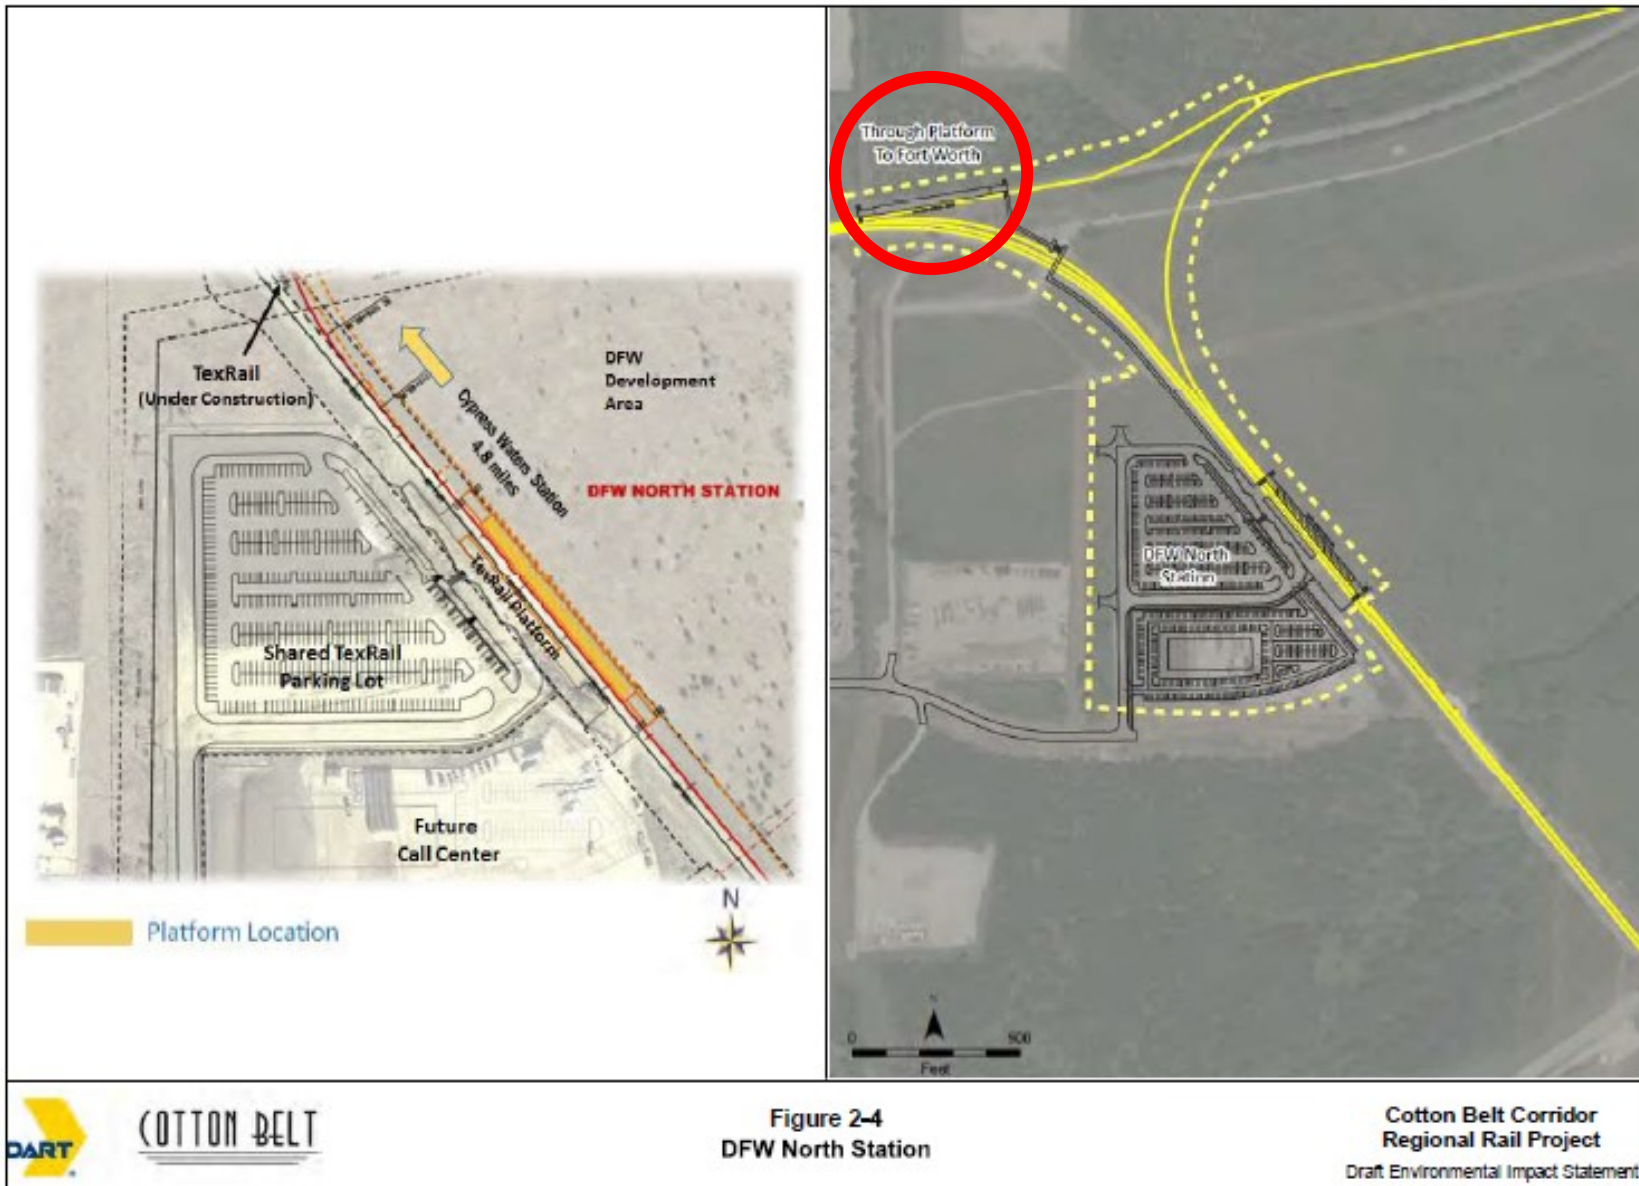 TexRail
(Under Construction)
DFW
Development
Area
Cypress Waters Station
4.8 miles
DFW NORTH STATION
TexRail Platform
Shared TexRail
Parking Lot
Future
Call Center
Platform Location
N
Through Platform
To Fort Worth
DFW North
Station
N
0 900
Feet
DART
COTTON BELT
Figure 2-4
DFW North Station
Cotton Belt Corridor
Regional Rail Project
Draft Environmental Impact Statement